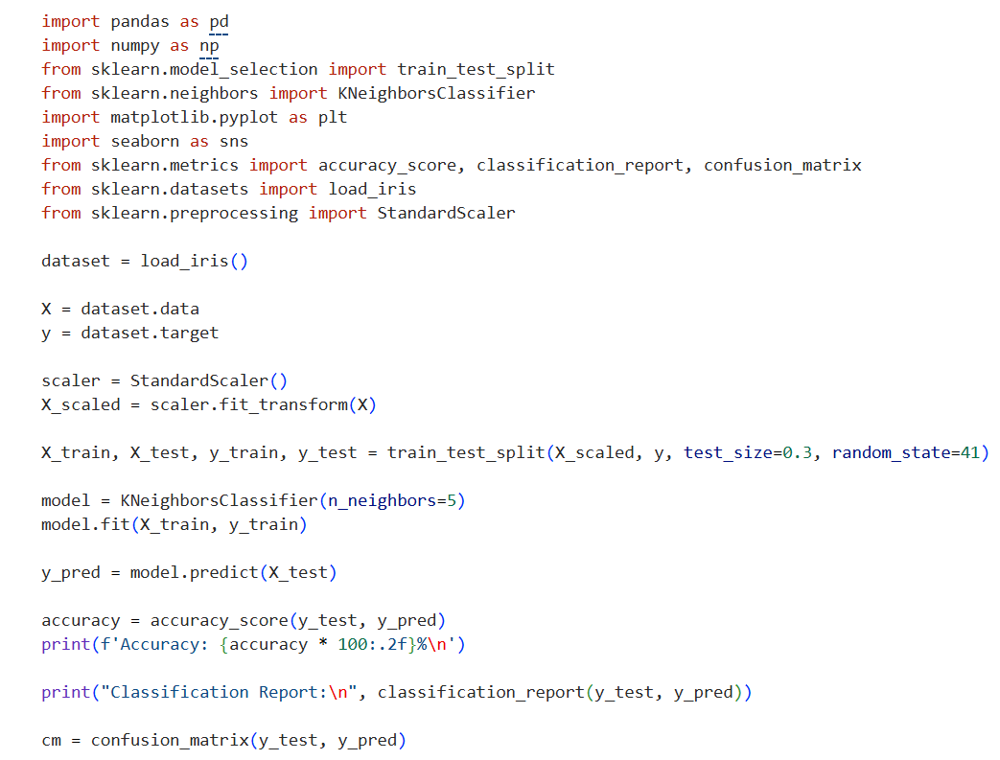 import pandas as pd
import numpy as np
from sklearn.model_selection import train_test_split
from sklearn.neighbors import KNeighborsClassifier
import matplotlib.pyplot as plt
import seaborn as sns
from sklearn.metrics import accuracy_score, classification_report, confusion_matrix
from sklearn.datasets import load_iris
from sklearn.preprocessing import StandardScaler

dataset = load_iris()

X = dataset.data
y = dataset.target

scaler = StandardScaler()
X_scaled = scaler.fit_transform(X)

X_train, X_test, y_train, y_test = train_test_split(X_scaled, y, test_size=0.3, random_state=41)

model = KNeighborsClassifier(n_neighbors=5)
model.fit(X_train, y_train)

y_pred = model.predict(X_test)

accuracy = accuracy_score(y_test, y_pred)
print(f'Accuracy: {accuracy * 100:.2f}%\n')

print("Classification Report:\n", classification_report(y_test, y_pred))

cm = confusion_matrix(y_test, y_pred)